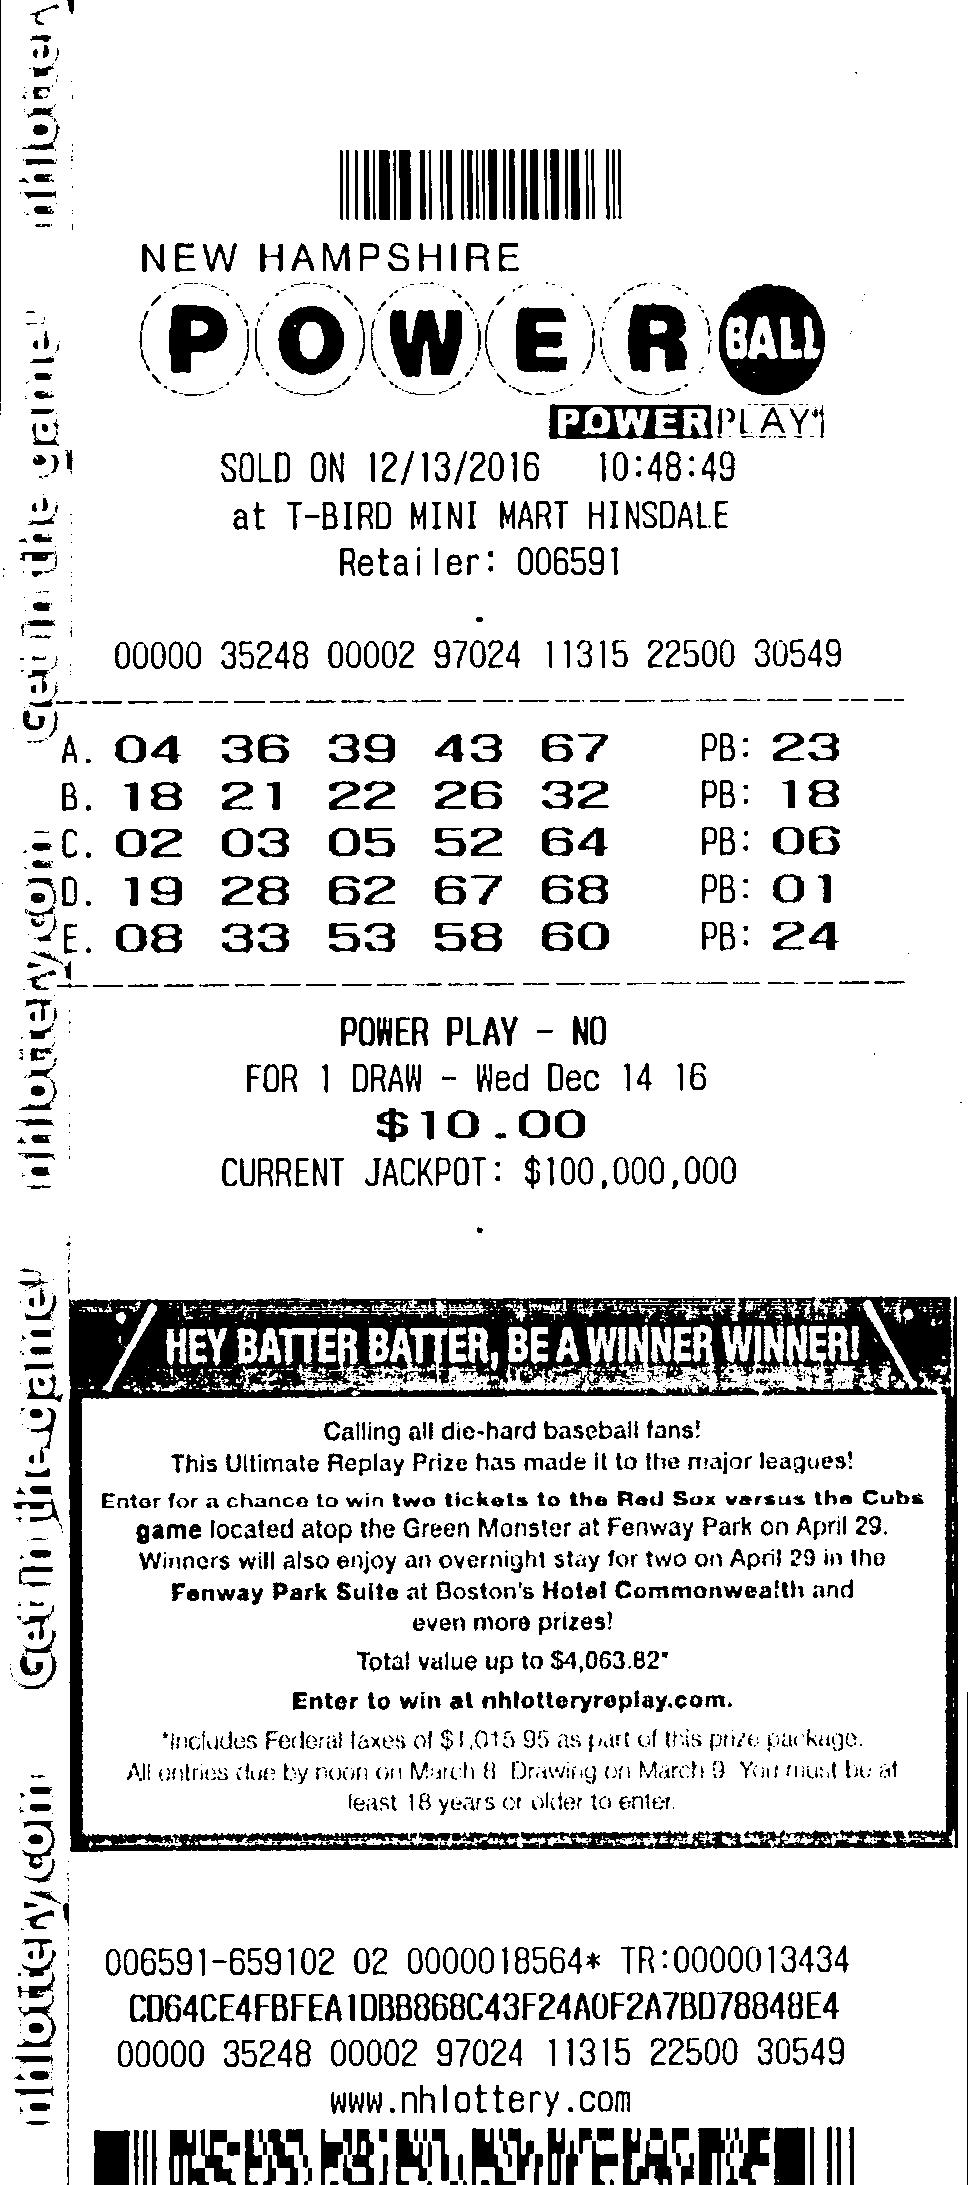 NEW HAMPSHIRE
POWER BALL
POWERPLAY
SOLD ON 12/13/2016 10:48:49
at T-BIRD MINI MART HINSDALE
Retailer: 006591
00000 35248 00002 97024 11315 22500 30549
A. 04 36 39 43 67 PB: 23
B. 18 21 22 26 32 PB: 18
C. 02 03 05 52 64 PB: 06
D. 19 28 62 67 68 PB: 01
E. 08 33 53 58 60 PB: 24
POWER PLAY - NO
FOR 1 DRAW - Wed Dec 14 16
$10.00
CURRENT JACKPOT: $100,000,000
HEY BATTER BATTER, BE A WINNER WINNER!
Calling all die-hard baseball fans!
This Ultimate Replay Prize has made it to the major leagues!
Enter for a chance to win two tickets to the Red Sox versus the Cubs
game located atop the Green Monster at Fenway Park on April 29.
Winners will also enjoy an overnight stay for two on April 29 in the
Fenway Park Suite at Boston's Hotel Commonwealth and
even more prizes!
Total value up to $4,063.82*
Enter to win at nhlotteryreplay.com.
*Includes Federal taxes of $1,015.95 as part of this prize package.
All entries due by noon on March 8. Drawing on March 9. You must be at
least 18 years or older to enter.
006591-659102 02 0000018564* TR:0000013434
CD64CE4FBFEA1DBB868C43F24A0F2A7BD78848E4
00000 35248 00002 97024 11315 22500 30549
www.nhlottery.com
nhlottery.com
Get in the game!
nhlottery.com
Get in the game!